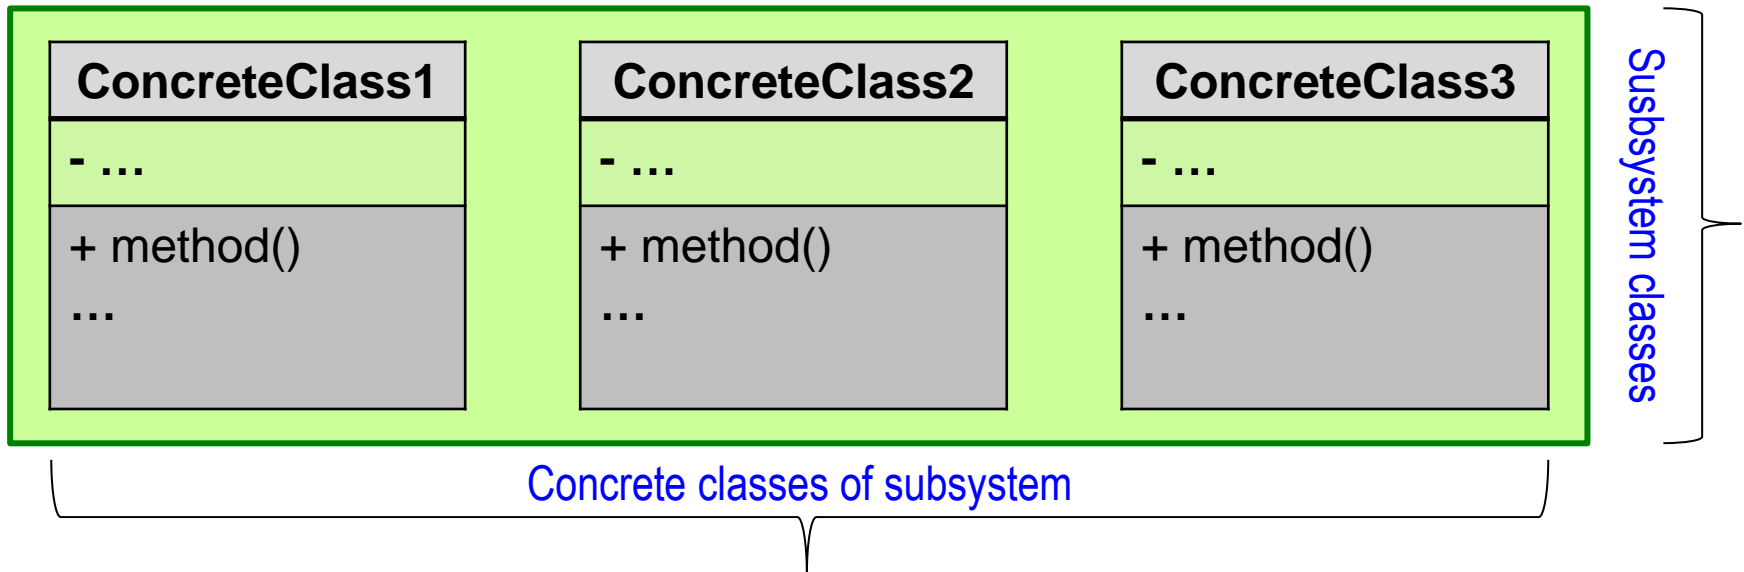 ConcreteClass1
- …
+ method()
…
ConcreteClass2
- …
+ method()
…
ConcreteClass3
- …
+ method()
…
Susbsystem classes
Concrete classes of subsystem